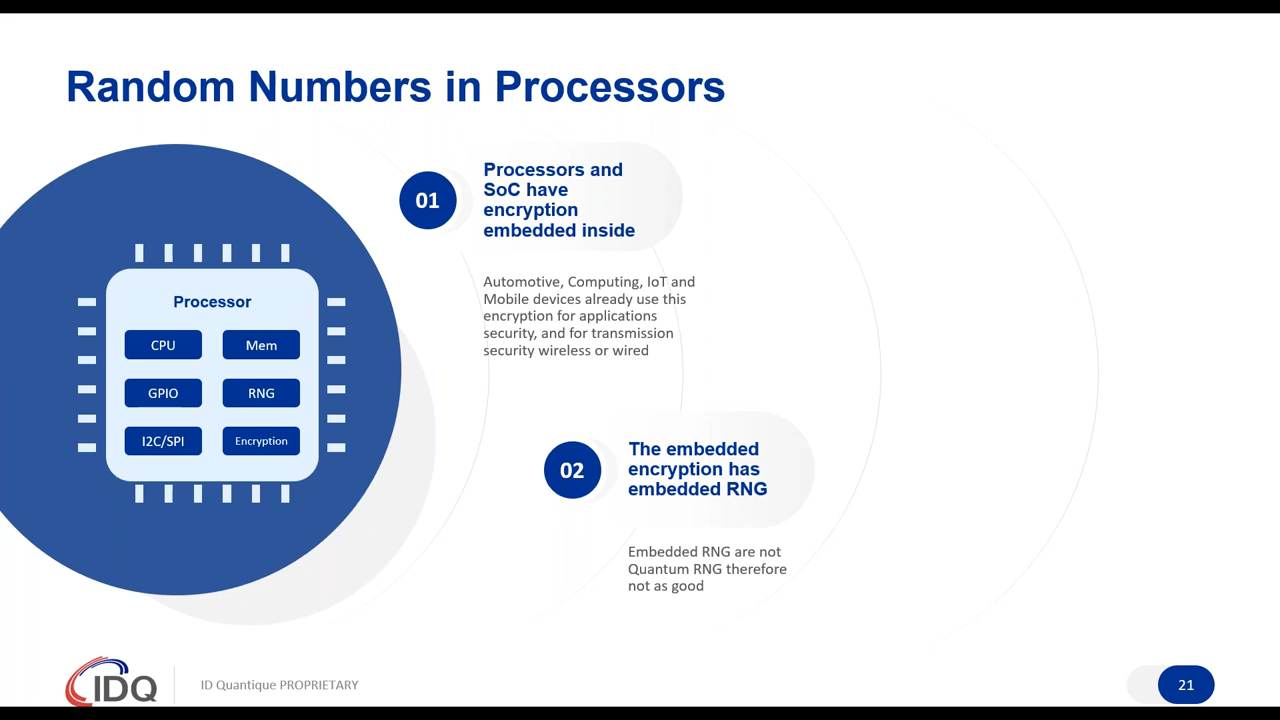 Random Numbers in Processors
Processor
CPU
Mem
GPIO
RNG
I2C/SPI
Encryption
01
Processors and
SoC have
encryption
embedded inside
Automotive, Computing, IoT and
Mobile devices already use this
encryption for applications
security, and for transmission
security wireless or wired
02
The embedded
encryption has
embedded RNG
Embedded RNG are not
Quantum RNG therefore
not as good
IDQ
ID Quantique PROPRIETARY
21